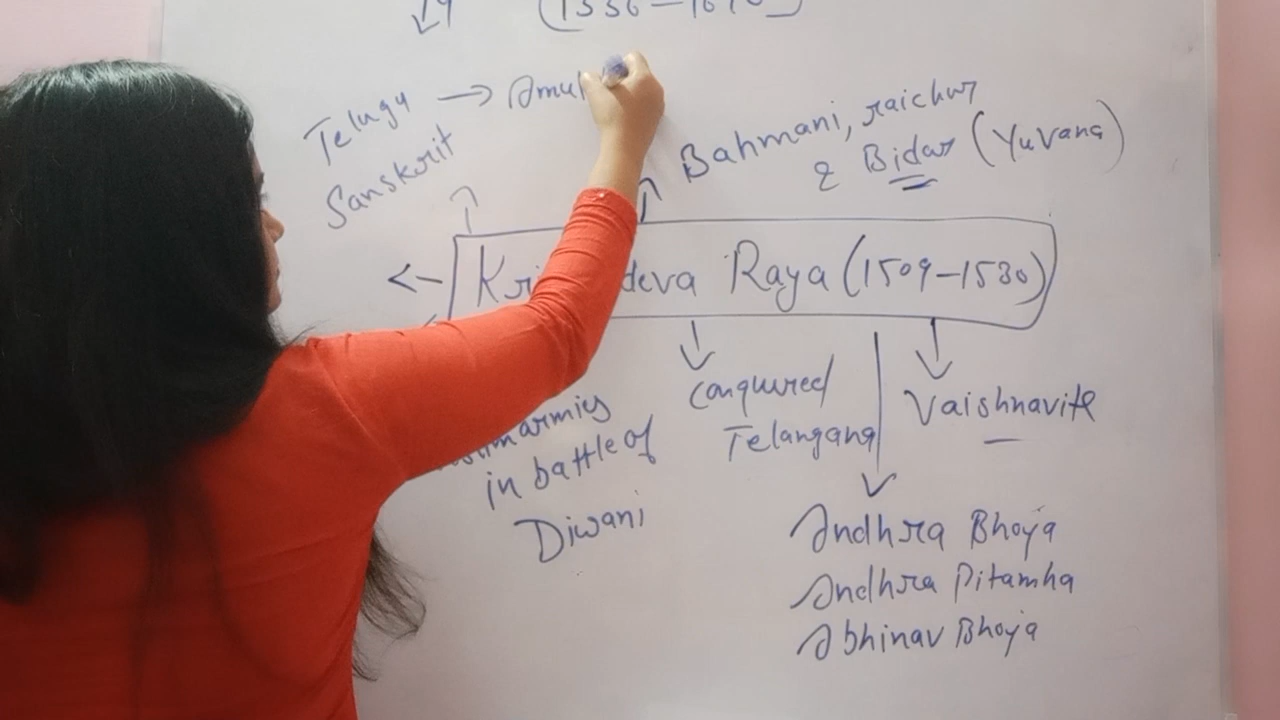 Telugu → Amu
Sanskrit
Bahmani, raichur
& Bidar (Yuvana)
deva Raya (1509-1530)
armies
in battle of
Diwani
Conqured
Telangana
Vaishnavite
Andhra Bhoja
Andhra Pitamha
Abhinav Bhoja